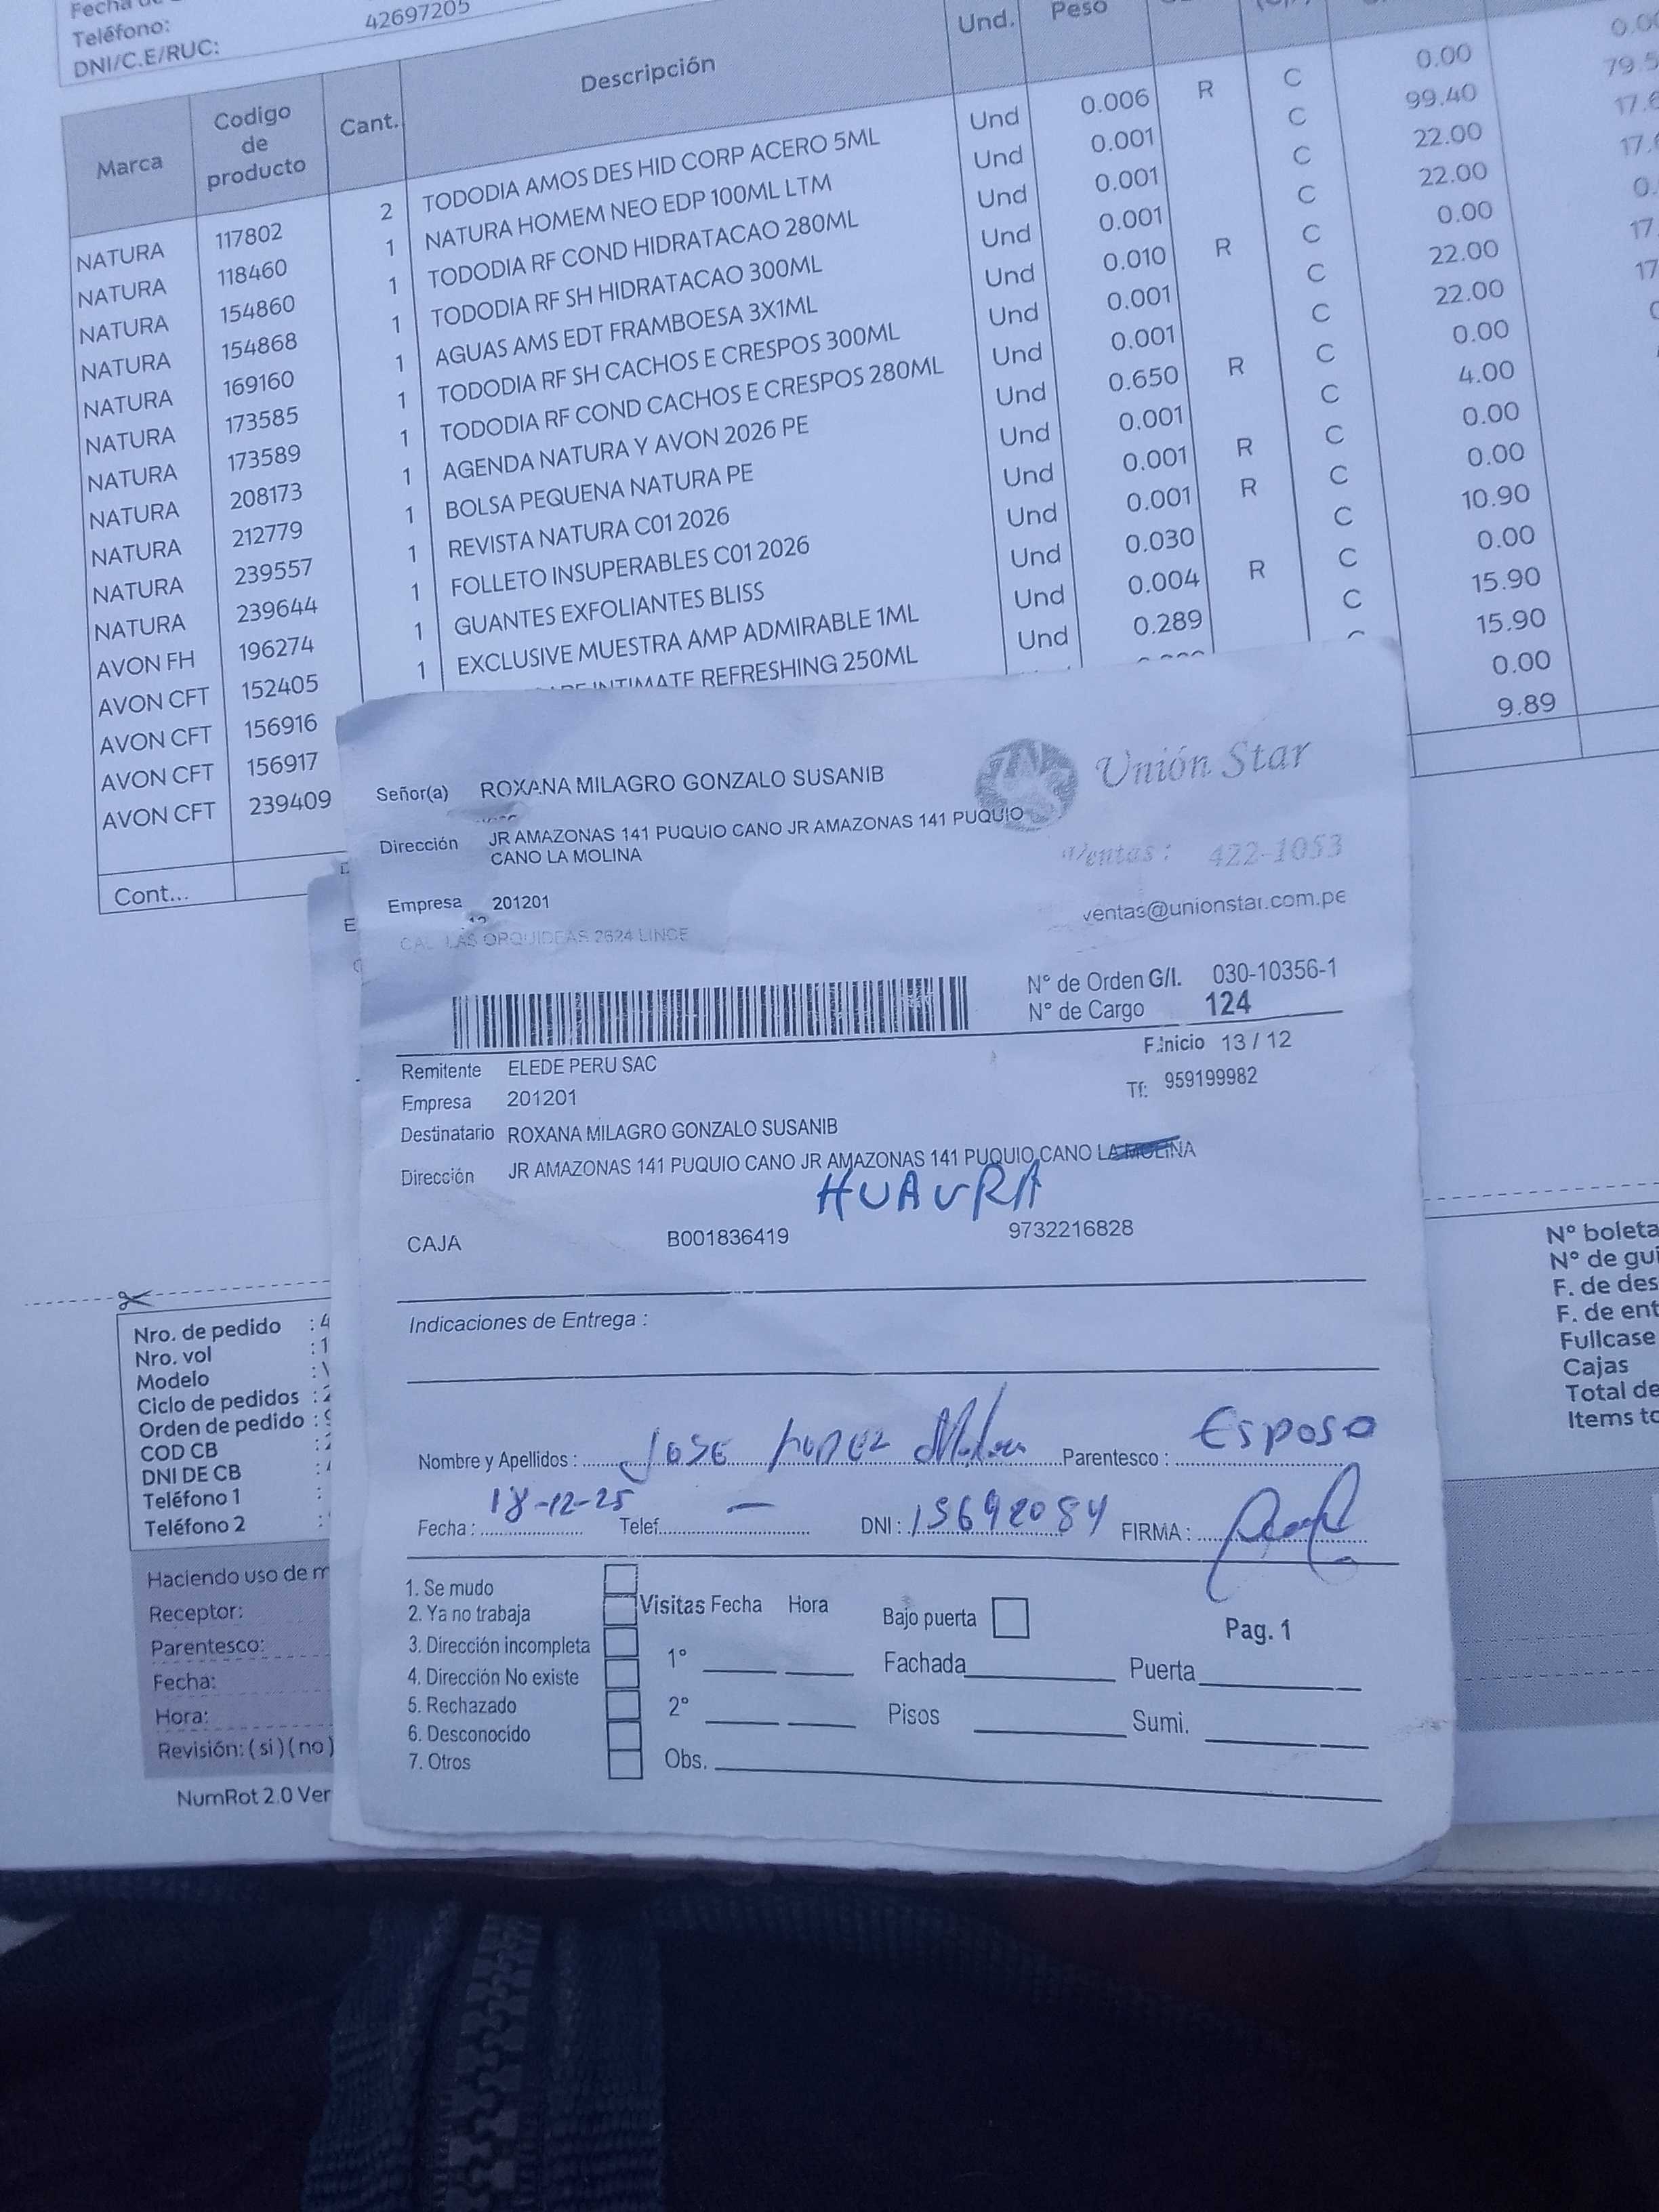 Teléfono:
DNI/C.E/RUC: 42697205
Marca Codigo de producto Cant. Descripción Und. Peso
NATURA 117802 2 TODODIA AMOS DES HID CORP ACERO 5ML Und 0.006 R C 0.00
NATURA 118460 1 NATURA HOMEM NEO EDP 100ML LTM Und 0.001 C 99.40
NATURA 154860 1 TODODIA RF COND HIDRATACAO 280ML Und 0.001 C 22.00
NATURA 154868 1 TODODIA RF SH HIDRATACAO 300ML Und 0.001 C 22.00
NATURA 169160 1 AGUAS AMS EDT FRAMBOESA 3X1ML Und 0.010 R C 0.00
NATURA 173585 1 TODODIA RF SH CACHOS E CRESPOS 300ML Und 0.001 C 22.00
NATURA 173589 1 TODODIA RF COND CACHOS E CRESPOS 280ML Und 0.001 C 22.00
NATURA 208173 1 AGENDA NATURA Y AVON 2026 PE Und 0.650 R C 0.00
NATURA 212779 1 BOLSA PEQUENA NATURA PE Und 0.001 C 4.00
NATURA 239557 1 REVISTA NATURA C01 2026 Und 0.001 R C 0.00
NATURA 239644 1 FOLLETO INSUPERABLES C01 2026 Und 0.001 R C 0.00
AVON FH 196274 1 GUANTES EXFOLIANTES BLISS Und 0.030 C 10.90
AVON CFT 152405 1 EXCLUSIVE MUESTRA AMP ADMIRABLE 1ML Und 0.004 R C 0.00
AVON CFT 156916 INTIMATE REFRESHING 250ML Und 0.289 C 15.90
AVON CFT 156917 15.90
AVON CFT 239409 0.00
Cont... 9.89
Unión Star
Señor(a) ROXANA MILAGRO GONZALO SUSANIB
Dirección JR AMAZONAS 141 PUQUIO CANO JR AMAZONAS 141 PUQUIO
CANO LA MOLINA
Ventas: 422-1053
Empresa 201201
ventas@unionstar.com.pe
CAL LAS ORQUIDEAS 2624 LINCE
N° de Orden G/I. 030-10356-1
N° de Cargo 124
F.Inicio 13 / 12
Remitente ELEDE PERU SAC
Empresa 201201
Tf: 959199982
Destinatario ROXANA MILAGRO GONZALO SUSANIB
Dirección JR AMAZONAS 141 PUQUIO CANO JR AMAZONAS 141 PUQUIO CANO LA MOLINA
HUAURA
CAJA B001836419 9732216828
Indicaciones de Entrega :
Nombre y Apellidos : JOSE Parentesco : Esposo
Fecha : 18-12-25 Telef. — DNI : 15692084 FIRMA :
1. Se mudo
2. Ya no trabaja
3. Dirección incompleta
4. Dirección No existe
5. Rechazado
6. Desconocido
7. Otros
Visitas Fecha Hora
1°
2°
Obs.
Bajo puerta
Fachada
Pisos
Pag. 1
Puerta
Sumi.
Nro. de pedido : 4
Nro. vol : 1
Modelo :
Ciclo de pedidos : 2
Orden de pedido : 9
COD CB :
DNI DE CB :
Teléfono 1 :
Teléfono 2 :
Haciendo uso de
Receptor:
Parentesco:
Fecha:
Hora:
Revisión: ( si ) ( no )
NumRot 2.0 Ver
N° boleta
N° de
F. de
F. de
Fullcase
Cajas
Total de
Items